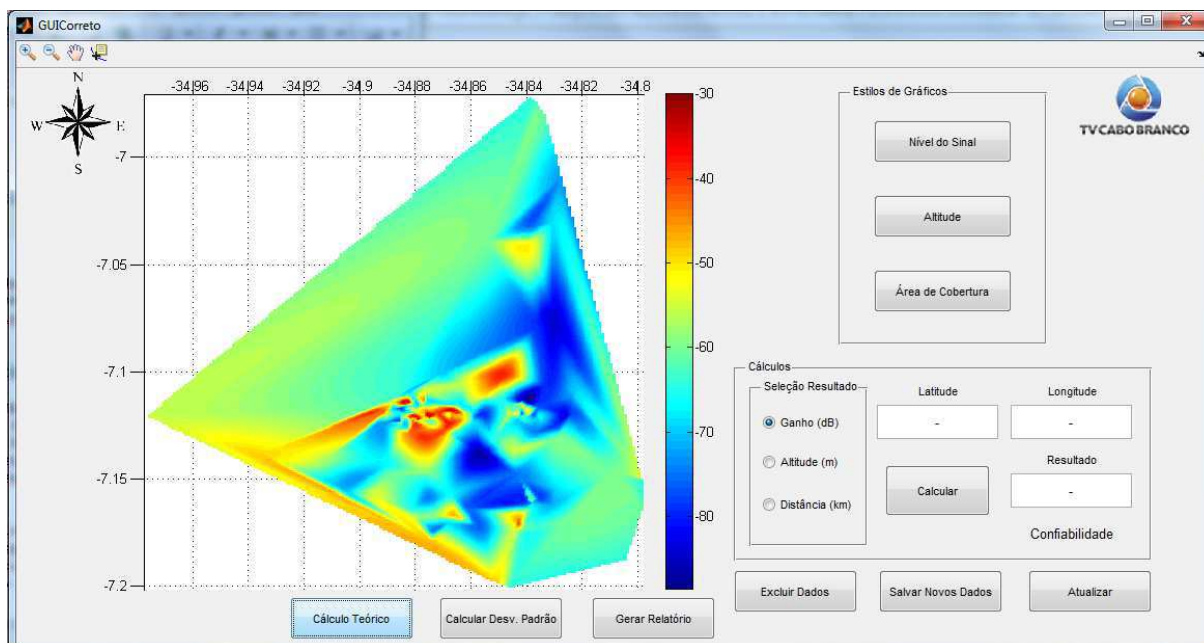 GUICorreto
N
W E
S
-34.96 -34.94 -34.92 -34.9 -34.88 -34.86 -34.84 -34.82 -34.8
-7
-7.05
-7.1
-7.15
-7.2
-30
-40
-50
-60
-70
-80
Estilos de Gráficos
Nível do Sinal
Altitude
Área de Cobertura
TV CABO BRANCO
Cálculos
Seleção Resultado
Ganho (dB)
Altitude (m)
Distância (km)
Latitude
Longitude
-
-
Calcular
Resultado
-
Confiabilidade
Excluir Dados
Salvar Novos Dados
Atualizar
Cálculo Teórico
Calcular Desv. Padrão
Gerar Relatório